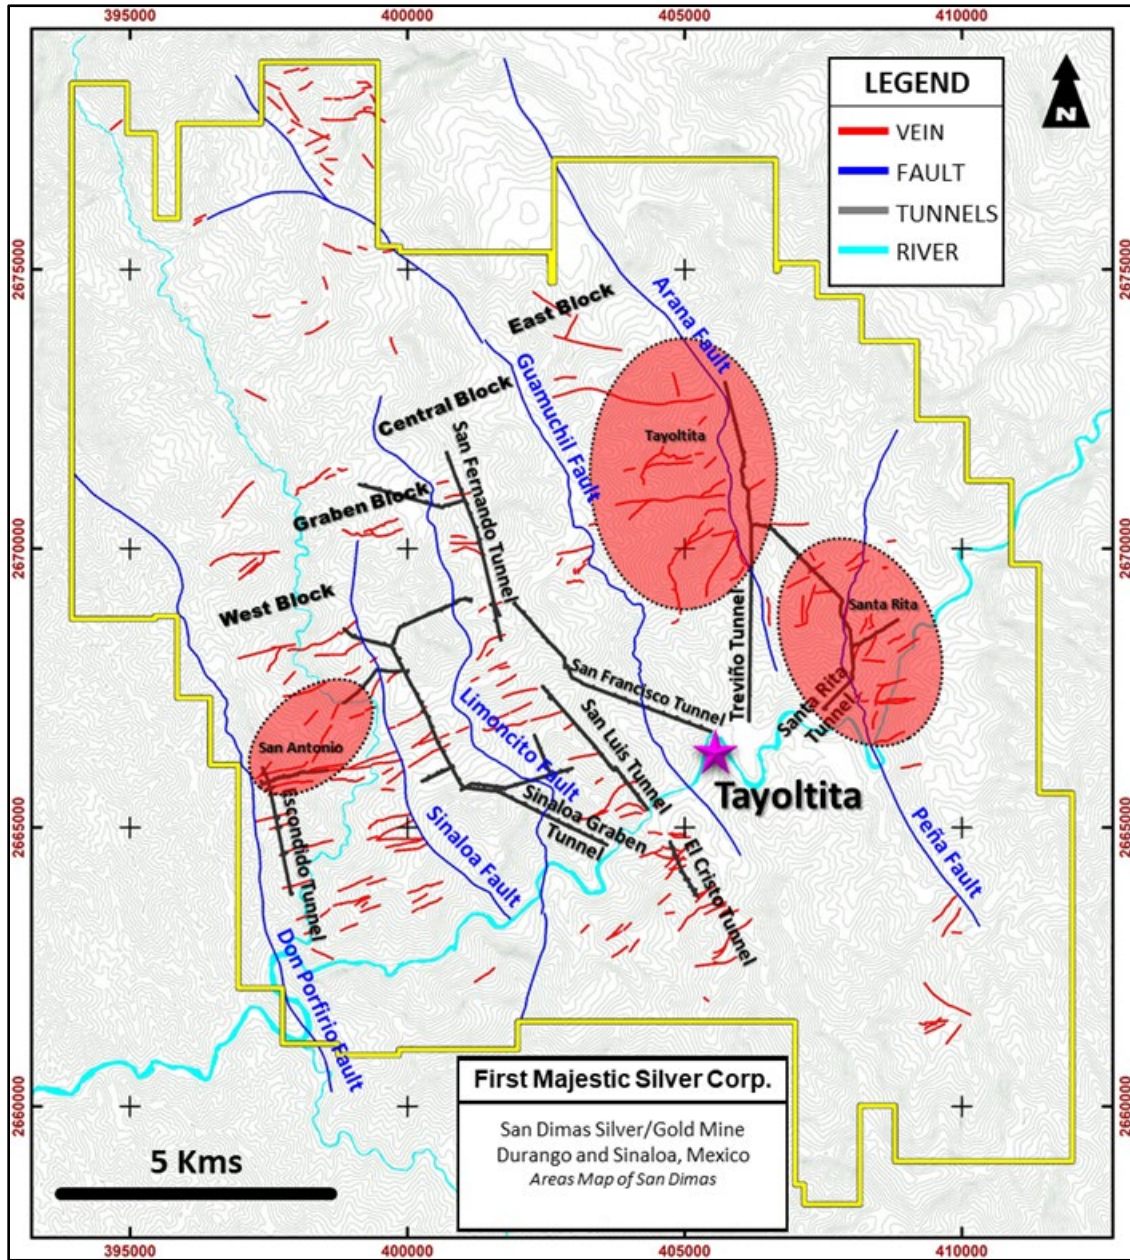 395000
400000
405000
410000
LEGEND
VEIN
FAULT
TUNNELS
RIVER
N
2675000
2675000
East Block
Arana Fault
Guamuchil Fault
Central Block
San Fernando Tunnel
Tayoltita
Graben Block
2670000
2670000
West Block
Santa Rita
Treviño Tunnel
San Francisco Tunnel
Santa Rita
Tunnel
San Antonio
Limoncito Fault
San Luis Tunnel
Tayoltita
Sinaloa Graben
Tunnel
Escondido Tunnel
Sinaloa Fault
El Cristo Tunnel
Peña Fault
2665000
2665000
Don Porfirio Fault
First Majestic Silver Corp.
San Dimas Silver/Gold Mine
Durango and Sinaloa, Mexico
Areas Map of San Dimas
2660000
2660000
5 Kms
395000
400000
405000
410000